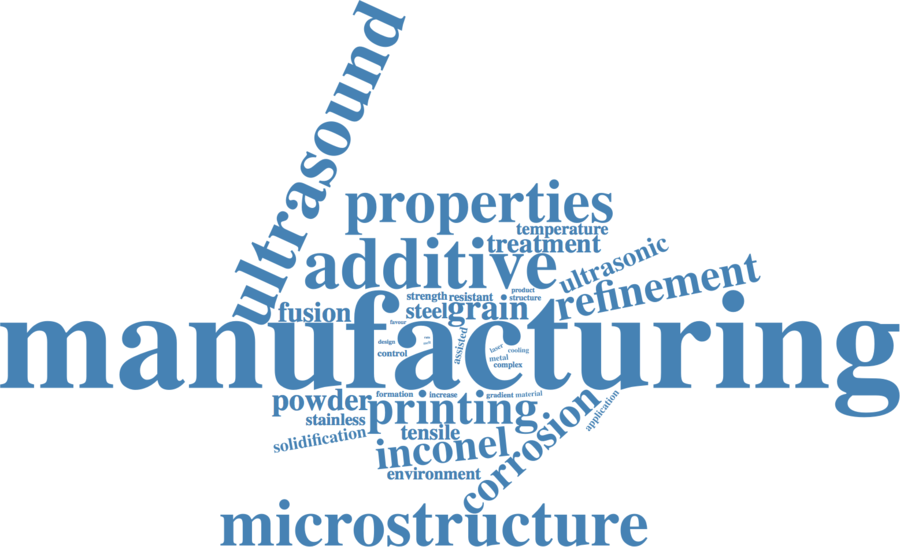 ultrasound
properties
temperature
treatment
additive
ultrasonic
refinement
product
strength
resistant
structure
fusion
steel
grain
favour
manufacturing
design
control
assisted
laser
cooling
metal
complex
formation
increase
gradient
material
powder
printing
application
stainless
tensile
corrosion
solidification
inconel
environment
microstructure